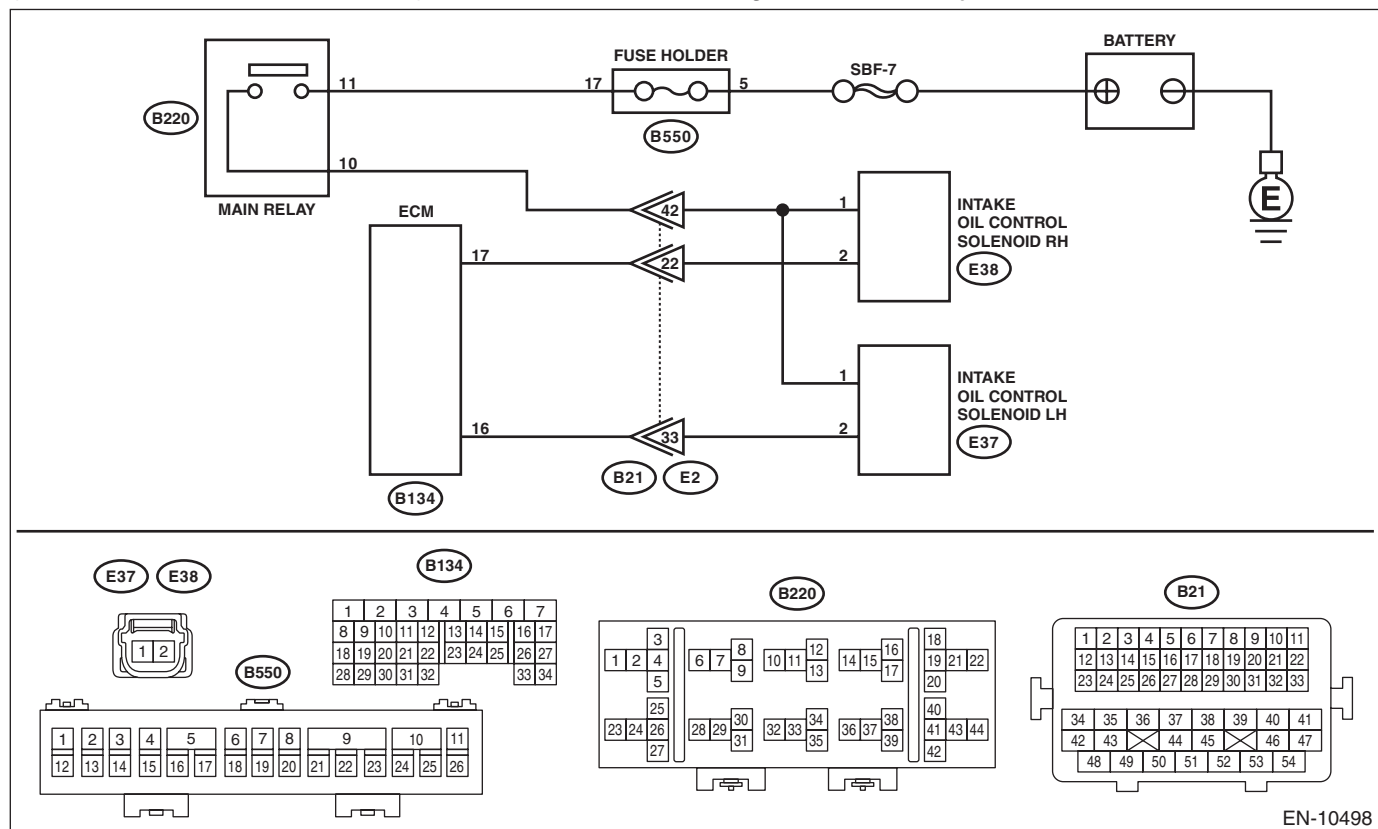 BATTERY
FUSE HOLDER
SBF-7
11
17
5
B220
B550
10
MAIN RELAY
ECM
E
42
1
INTAKE
OIL CONTROL
SOLENOID RH
17
22
2
E38
1
INTAKE
OIL CONTROL
SOLENOID LH
16
33
2
E37
B21 E2
B134
E37 E38
1 2
B134
1 2 3 4 5 6 7
8 9 10 11 12 13 14 15 16 17
18 19 20 21 22 23 24 25 26 27
28 29 30 31 32 33 34
B550
1 2 3 4 5 6 7 8 9 10 11
12 13 14 15 16 17 18 19 20 21 22 23 24 25 26
B220
3 18
8 12 16
1 2 4 6 7 10 11 14 15 19 21 22
9 13 17
5 20
25 40
30 34 38
23 24 26 28 29 32 33 36 37 41 43 44
31 35 39
27 42
B21
1 2 3 4 5 6 7 8 9 10 11
12 13 14 15 16 17 18 19 20 21 22
23 24 25 26 27 28 29 30 31 32 33
34 35 36 37 38 39 40 41
42 43 44 45 46 47
48 49 50 51 52 53 54
EN-10498